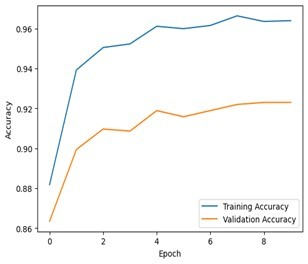 0.96
0.94
0.92
0.90
0.88
0.86
Accuracy
0 2 4 6 8
Epoch
Training Accuracy
Validation Accuracy